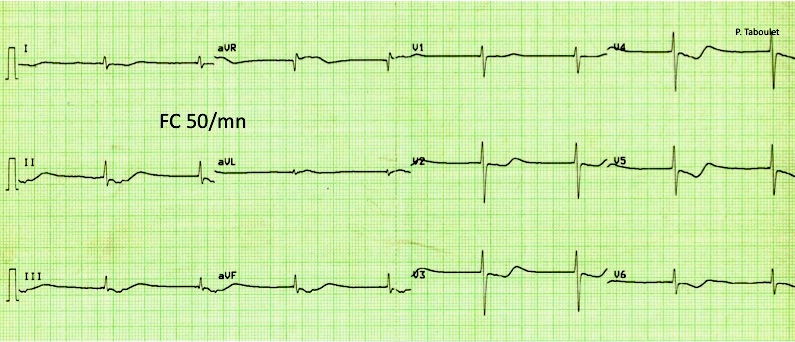 P. Taboulet
I aVR V1 V4
FC 50/mn
II aVL V2 V5
III aVF V3 V6